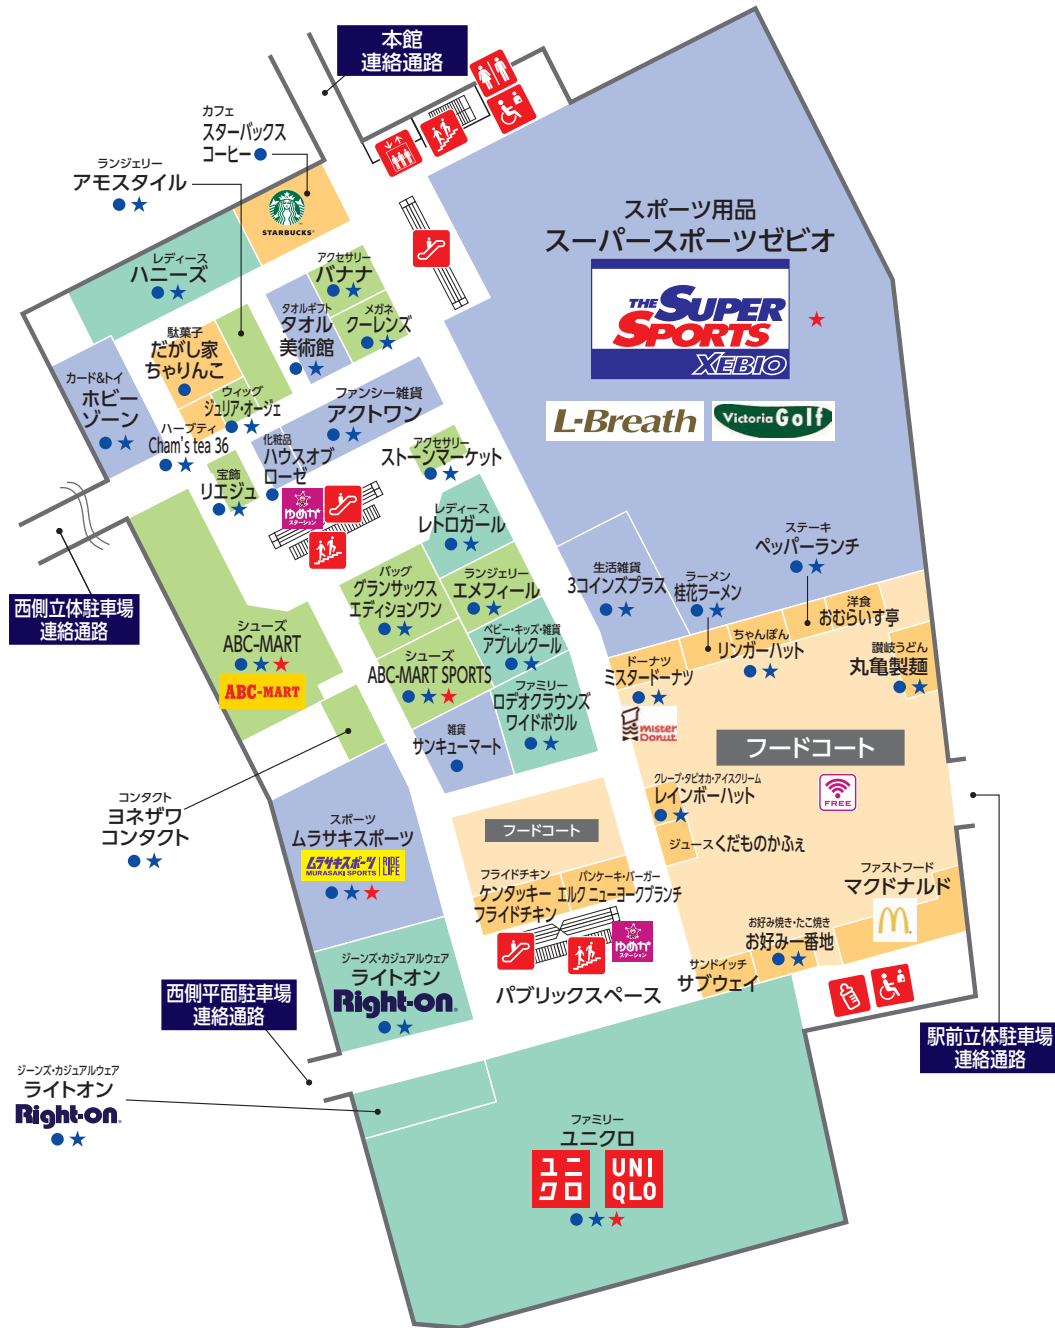 本館
連絡通路
カフェ
スターバックス
コーヒー
ランジェリー
アモスタイル
STARBUCKS
レディース
ハニーズ
アクセサリー
バナナ
タオルギフト
タオル
美術館
メガネ
クーレンズ
駄菓子
だがし家
ちゃりんこ
カード&トイ
ホビー
ゾーン
ウィッグ
ジュリア・オージェ
ハーブティ
Cham's tea 36
ファンシー雑貨
アクトワン
化粧品
ハウスオブ
ローゼ
アクセサリー
ストーンマーケット
宝飾
リエジュ
ゆめか
ステーション
スポーツ用品
スーパースポーツゼビオ
THE SUPER
SPORTS
XEBIO
L-Breath
Victoria Golf
レディース
レトロガール
バッグ
グランサックス
エディションワン
ランジェリー
エメフィール
生活雑貨
3コインズプラス
ラーメン
桂花ラーメン
ステーキ
ペッパーランチ
洋食
おむらいす亭
ちゃんぽん
リンガーハット
讃岐うどん
丸亀製麺
西側立体駐車場
連絡通路
シューズ
ABC-MART
ABC-MART
シューズ
ABC-MART SPORTS
ベビー・キッズ・雑貨
アプレレクール
ファミリー
ロデオクラウンズ
ワイドボウル
雑貨
サンキューマート
ドーナツ
ミスタードーナツ
mister
Donut
フードコート
FREE
クレープ・タピオカ・アイスクリーム
レインボーハット
ジュース くだものかふぇ
コンタクト
ヨネザワ
コンタクト
スポーツ
ムラサキスポーツ
ムラサキスポーツ
MURASAKI SPORTS
RIDE
LIFE
フードコート
フライドチキン
ケンタッキー
フライドチキン
パンケーキ・バーガー
エルク ニューヨークブランチ
ファストフード
マクドナルド
お好み焼き・たこ焼き
お好み一番地
サンドイッチ
サブウェイ
ゆめか
ステーション
パブリックスペース
ジーンズ・カジュアルウェア
ライトオン
Right-on
西側平面駐車場
連絡通路
駅前立体駐車場
連絡通路
ジーンズ・カジュアルウェア
ライトオン
Right-on
ファミリー
ユニクロ
ユニ
クロ
UNI
QLO